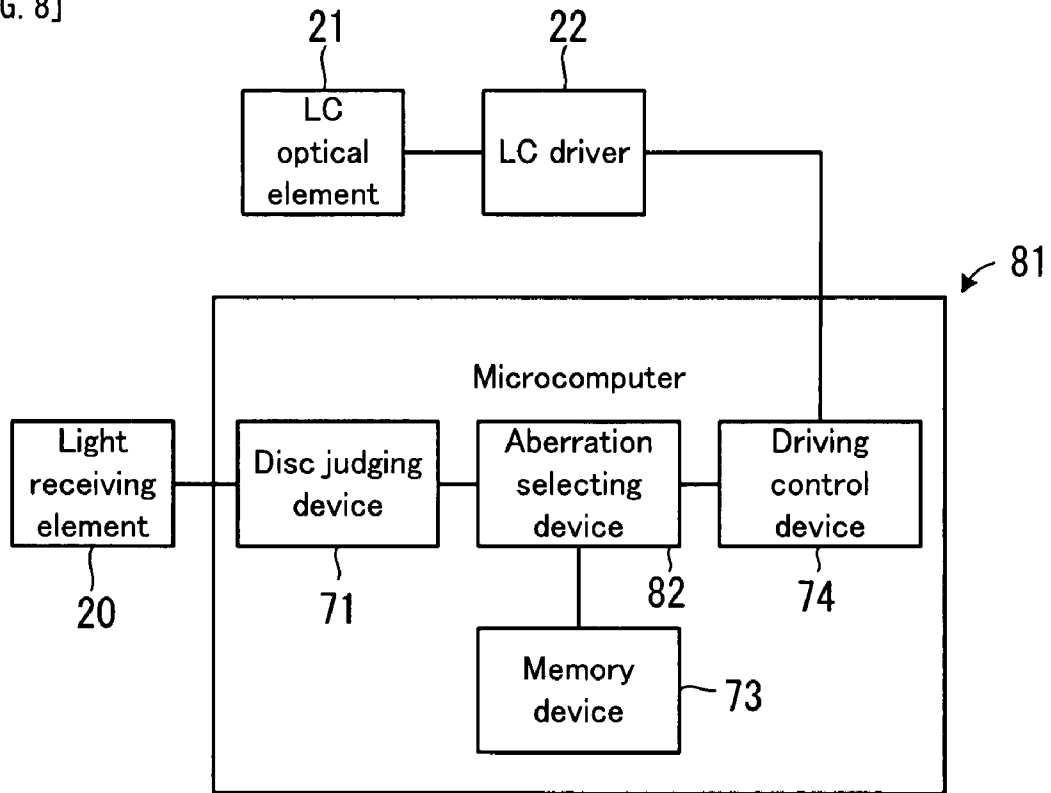 G. 8]
21
22
LC
optical
element
LC driver
81
Microcomputer
Light
receiving
element
Disc judging
device
Aberration
selecting
device
Driving
control
device
20
71
82
74
Memory
device
73